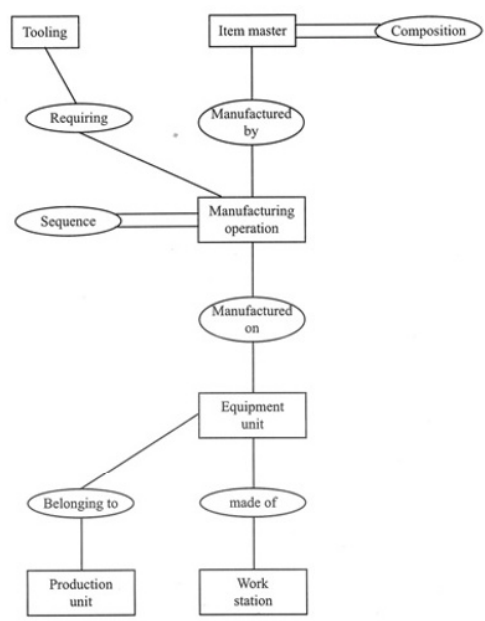 Tooling
Item master
Composition
Requiring
Manufactured
by
Sequence
Manufacturing
operation
Manufactured
on
Equipment
unit
Belonging to
made of
Production
unit
Work
station